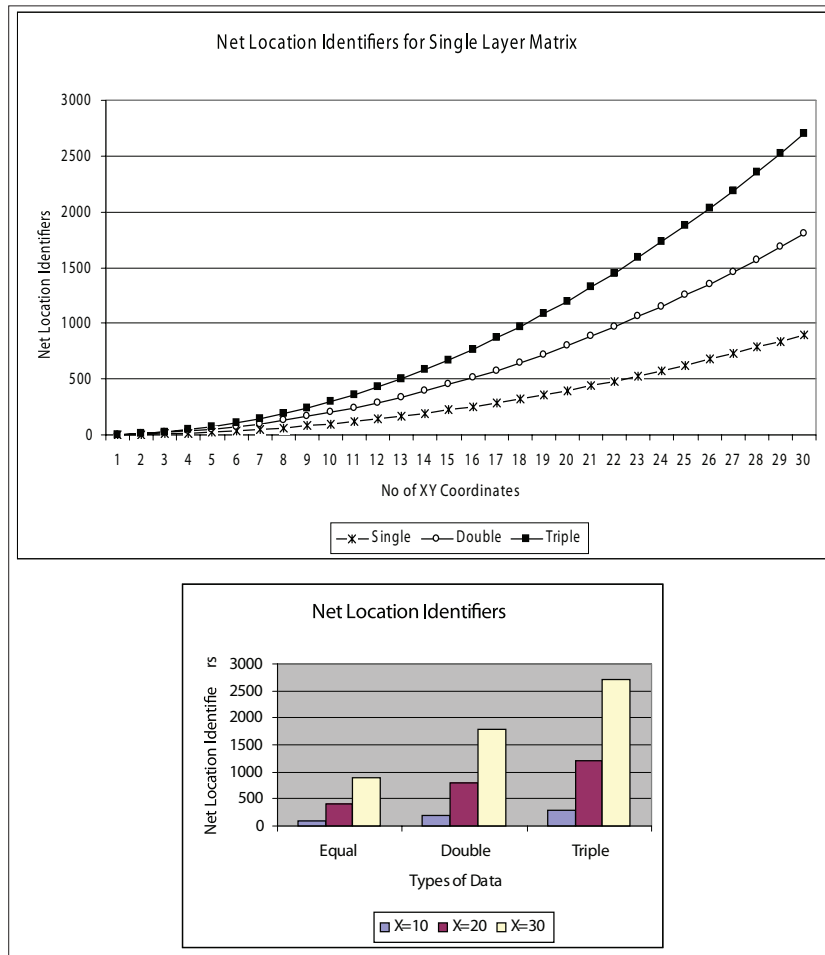 Net Location Identifiers for Single Layer Matrix
3000
2500
2000
1500
1000
500
0
Net Location Identifiers
1 2 3 4 5 6 7 8 9 10 11 12 13 14 15 16 17 18 19 20 21 22 23 24 25 26 27 28 29 30
No of XY Coordinates
Single Double Triple
Net Location Identifiers
Net Location Identifie rs
3000
2500
2000
1500
1000
500
0
Equal Double Triple
Types of Data
X=10 X=20 X=30